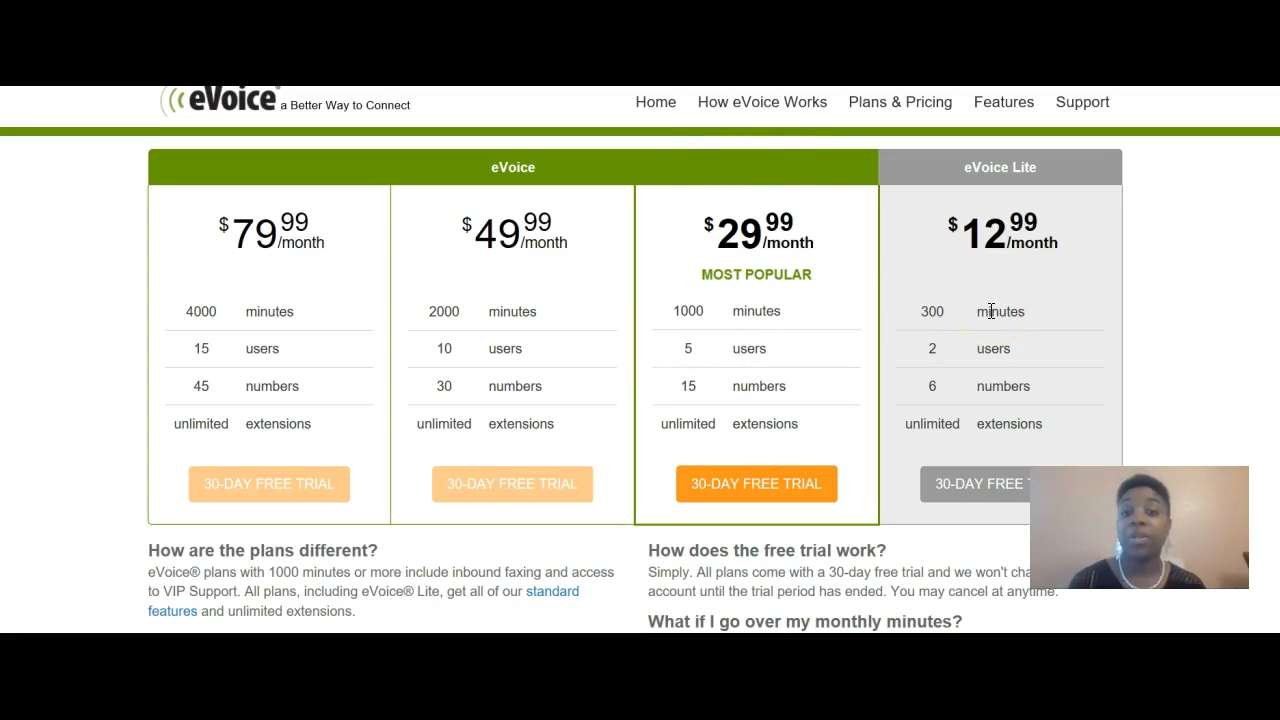 eVoice® a Better Way to Connect
Home How eVoice Works Plans & Pricing Features Support
eVoice
eVoice Lite
$79.99/month
$49.99/month
$29.99/month
$12.99/month
MOST POPULAR
4000 minutes
2000 minutes
1000 minutes
300 minutes
15 users
10 users
5 users
2 users
45 numbers
30 numbers
15 numbers
6 numbers
unlimited extensions
unlimited extensions
unlimited extensions
unlimited extensions
30-DAY FREE TRIAL
30-DAY FREE TRIAL
30-DAY FREE TRIAL
30-DAY FREE
How are the plans different?
eVoice® plans with 1000 minutes or more include inbound faxing and access
to VIP Support. All plans, including eVoice® Lite, get all of our standard
features and unlimited extensions.
How does the free trial work?
Simply. All plans come with a 30-day free trial and we won't
account until the trial period has ended. You may cancel at anytime.
What if I go over my monthly minutes?